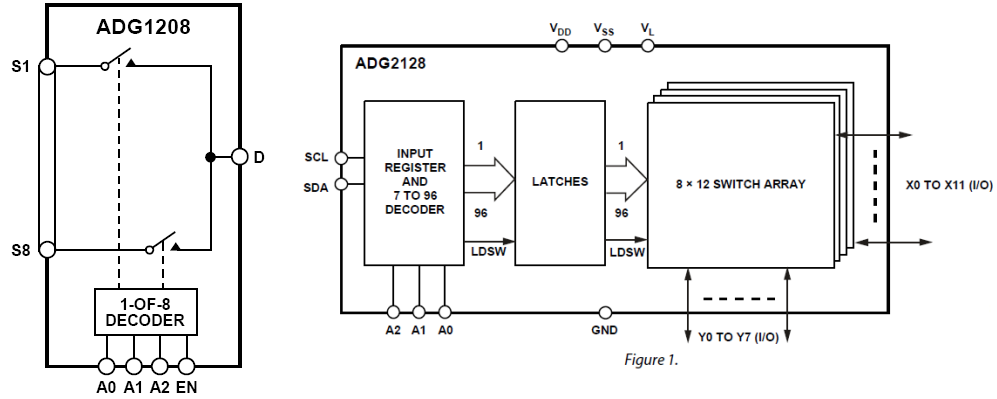 ADG1208
S1
D
S8
1-OF-8
DECODER
A0 A1 A2 EN
VDD VSS VL
ADG2128
SCL
SDA
INPUT
REGISTER
AND
7 TO 96
DECODER
1
96
LDSW
LATCHES
1
96
LDSW
8 × 12 SWITCH ARRAY
X0 TO X11 (I/O)
A2 A1 A0
GND
Y0 TO Y7 (I/O)
Figure 1.